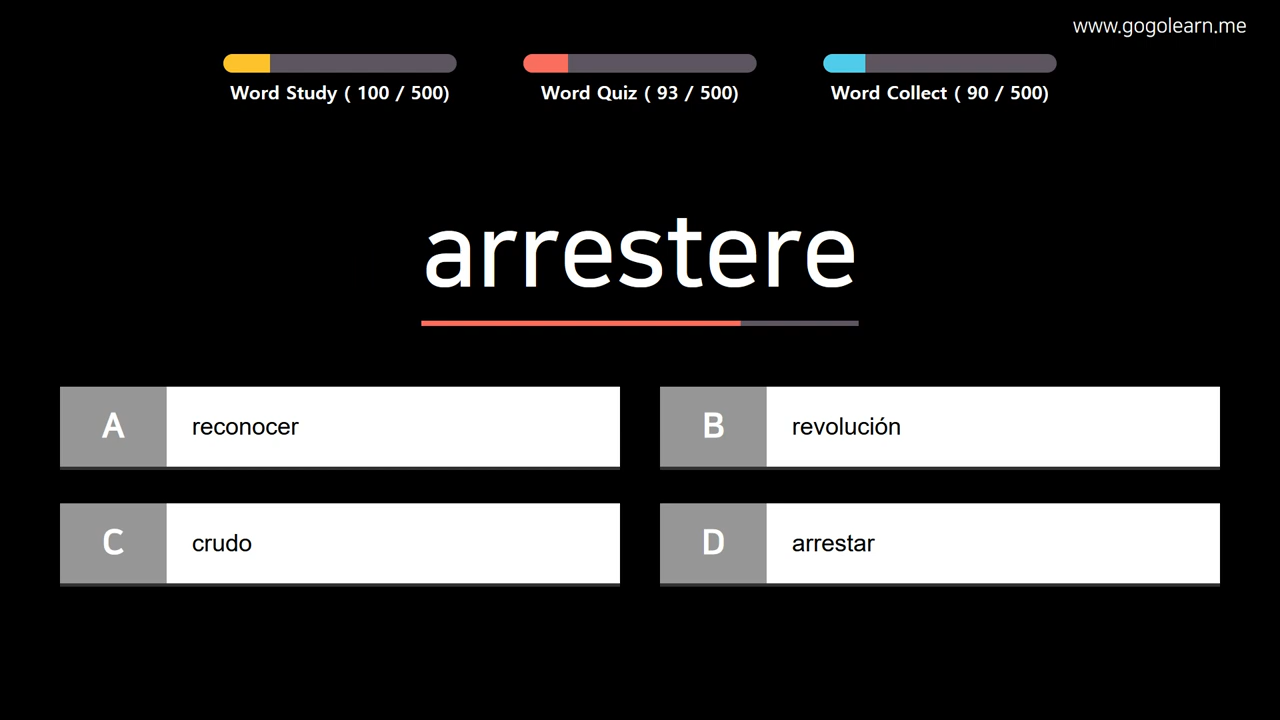 www.gogolearn.me
Word Study ( 100 / 500)
Word Quiz ( 93 / 500)
Word Collect ( 90 / 500)
arrestere
A reconocer
B revolución
C crudo
D arrestar